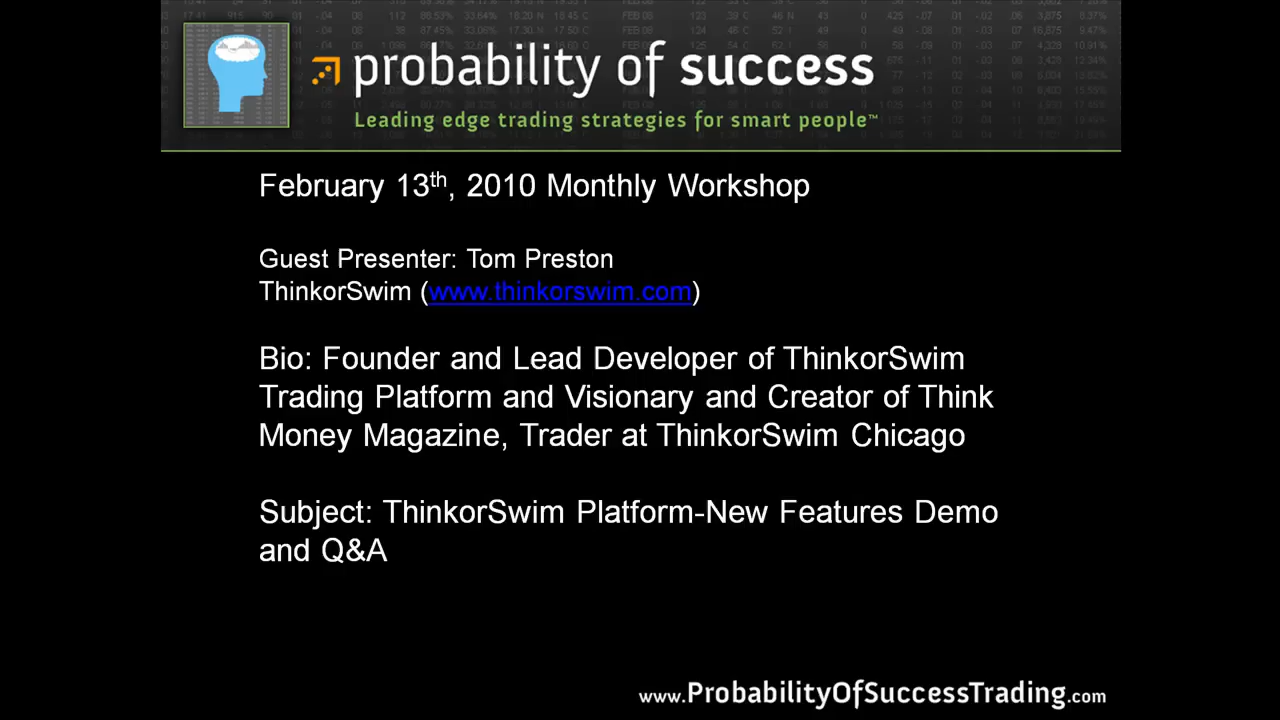 probability of success
Leading edge trading strategies for smart people™
February 13th, 2010 Monthly Workshop
Guest Presenter: Tom Preston
ThinkorSwim (www.thinkorswim.com)
Bio: Founder and Lead Developer of ThinkorSwim
Trading Platform and Visionary and Creator of Think
Money Magazine, Trader at ThinkorSwim Chicago
Subject: ThinkorSwim Platform-New Features Demo
and Q&A
www.ProbabilityOfSuccessTrading.com